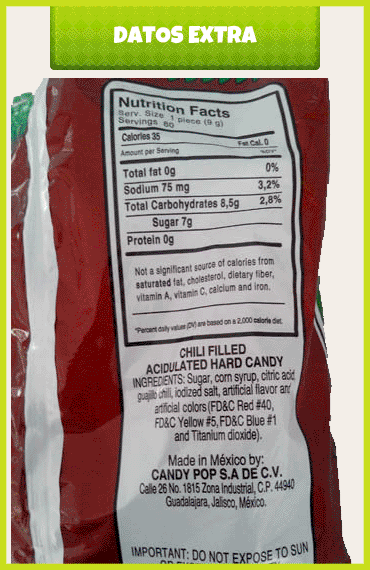 DATOS EXTRA
Nutrition Facts
Serv. Size 1 piece (9 g)
Servings 60
Calories 35 Fat Cal. 0
Amount per Serving %DV*
Total fat 0g 0%
Sodium 75 mg 3,2%
Total Carbohydrates 8,5g 2,8%
Sugar 7g
Protein 0g
Not a significant source of calories from
saturated fat, cholesterol, dietary fiber,
vitamin A, vitamin C, calcium and iron.
*Percent daily values (DV) are based on a 2,000 calorie diet.
CHILI FILLED
ACIDULATED HARD CANDY
INGREDIENTS: Sugar, corn syrup, citric acid,
guajillo chili, iodized salt, artificial flavor and
artificial colors (FD&C Red #40,
FD&C Yellow #5, FD&C Blue #1
and Titanium dioxide).
Made in México by:
CANDY POP S.A DE C.V.
Calle 26 No. 1815 Zona Industrial, C.P. 44940
Guadalajara, Jalisco, México.
IMPORTANT: DO NOT EXPOSE TO SUN